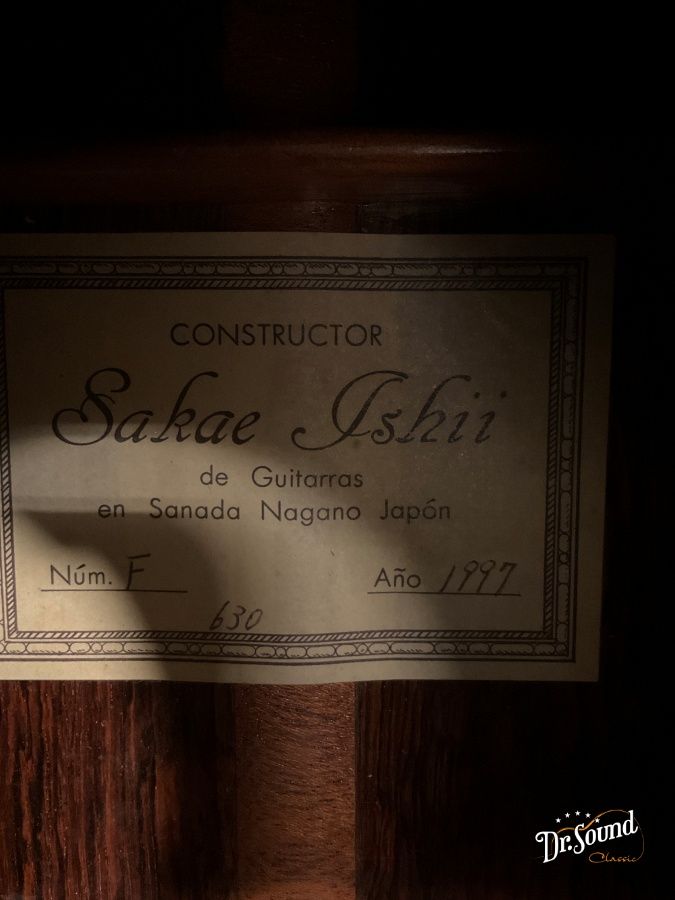 CONSTRUCTOR
Sakae Ishii
de Guitarras
en Sanada Nagano Japón
Núm. F
Año 1997
630
Dr.Sound
Classic